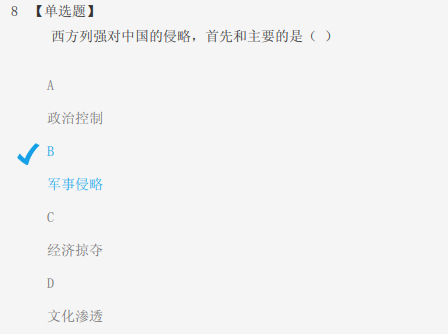 8 【单选题】
西方列强对中国的侵略，首先和主要的是（ ）
A
政治控制
B
军事侵略
C
经济掠夺
D
文化渗透